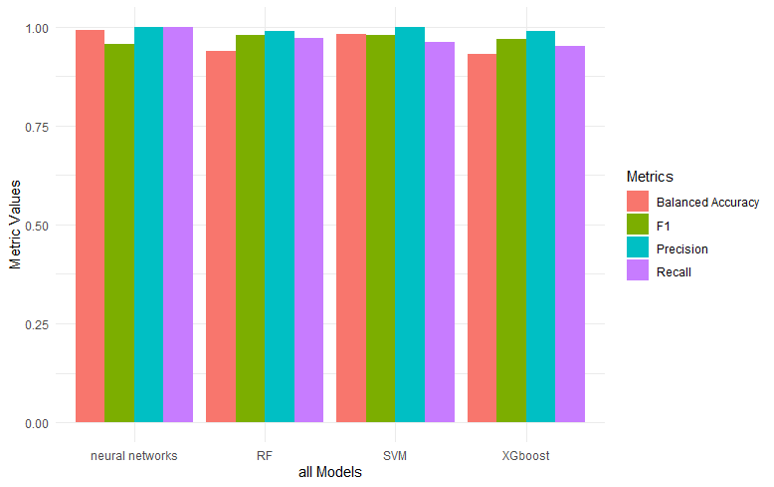 1.00
0.75
0.50
0.25
0.00
Metric Values
neural networks
RF
SVM
XGboost
all Models
Metrics
Balanced Accuracy
F1
Precision
Recall